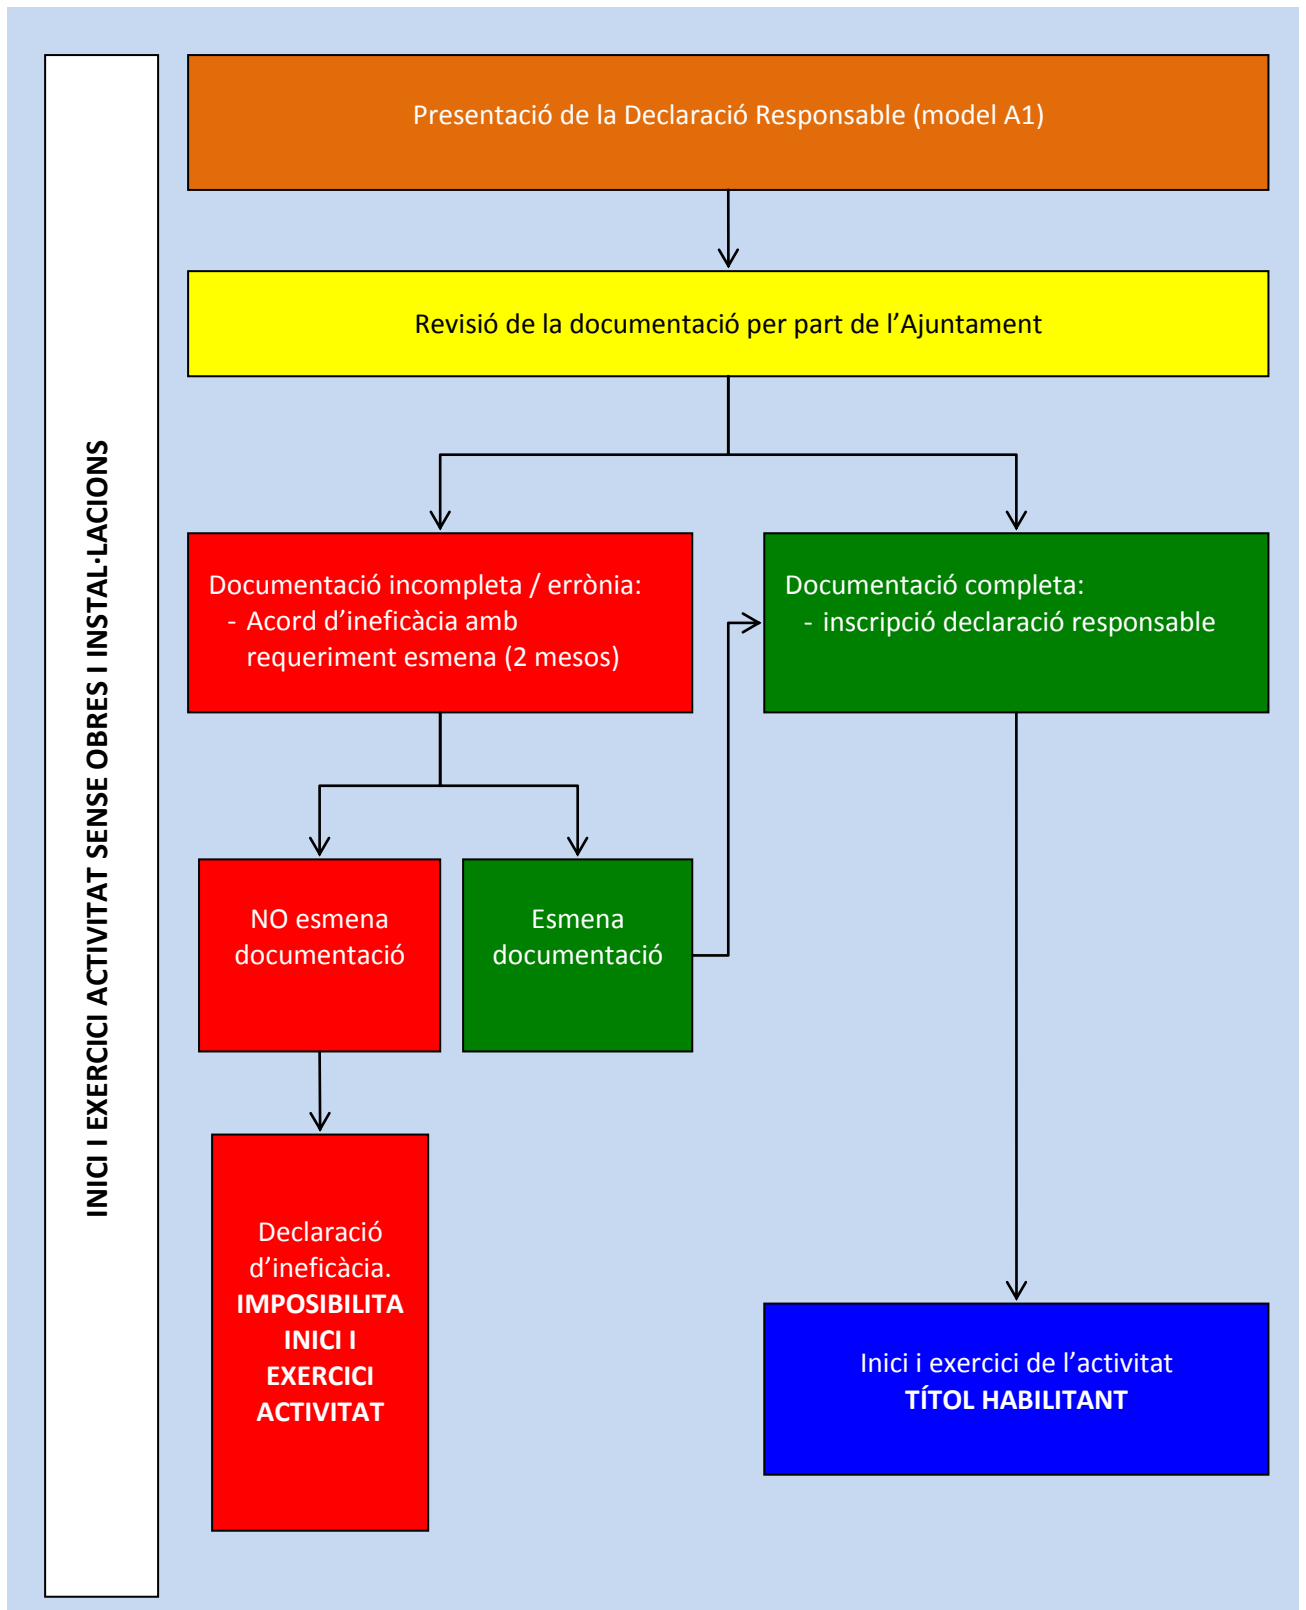 INICI I EXERCICI ACTIVITAT SENSE OBRES I INSTAL·LACIONS
Presentació de la Declaració Responsable (model A1)
Revisió de la documentació per part de l’Ajuntament
Documentació incompleta / errònia:
- Acord d’ineficàcia amb
requeriment esmena (2 mesos)
Documentació completa:
- inscripció declaració responsable
NO esmena
documentació
Esmena
documentació
Declaració
d’ineficàcia.
IMPOSIBILITA
INICI I
EXERCICI
ACTIVITAT
Inici i exercici de l’activitat
TÍTOL HABILITANT